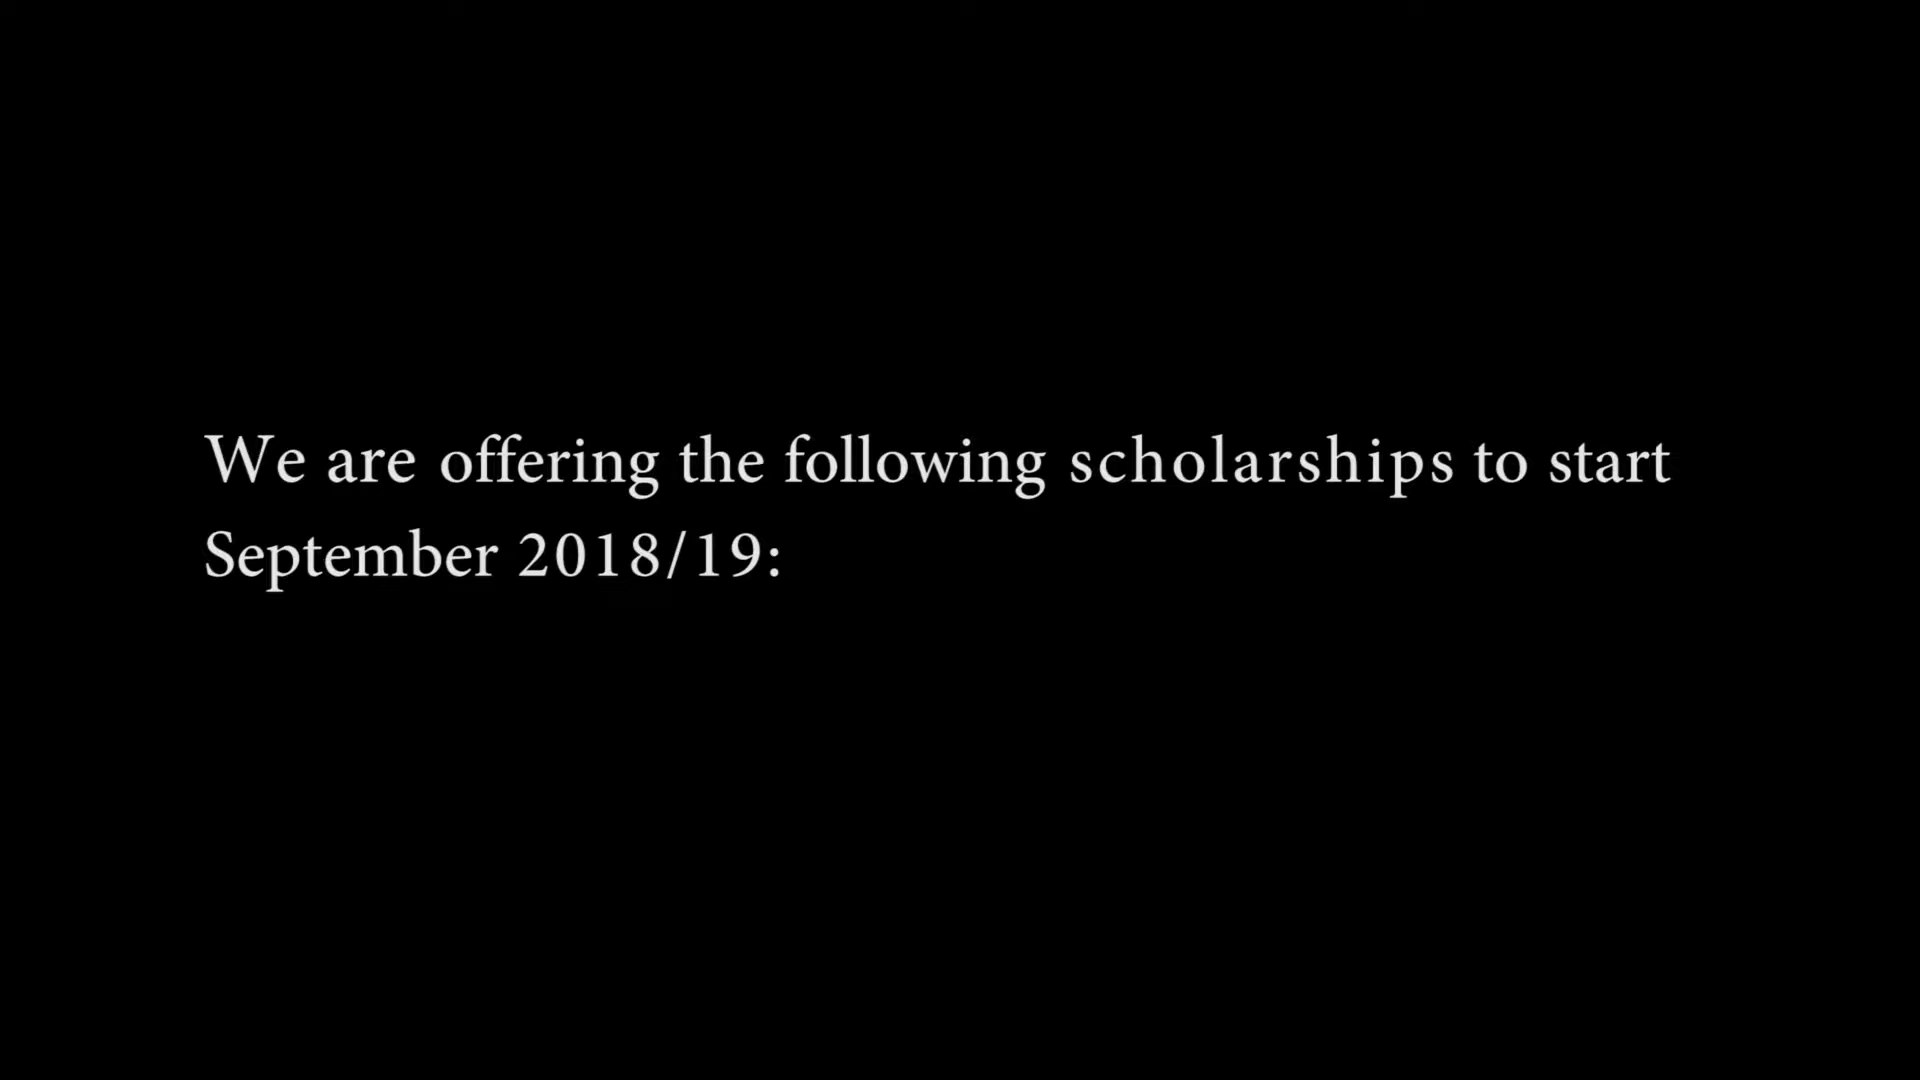 We are offering the following scholarships to start
September 2018/19: